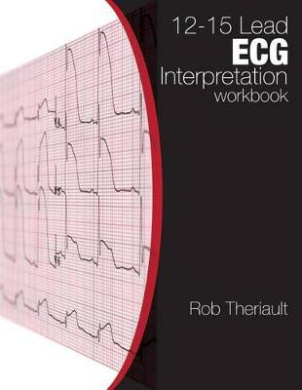 12-15 Lead
ECG
Interpretation
workbook
Rob Theriault